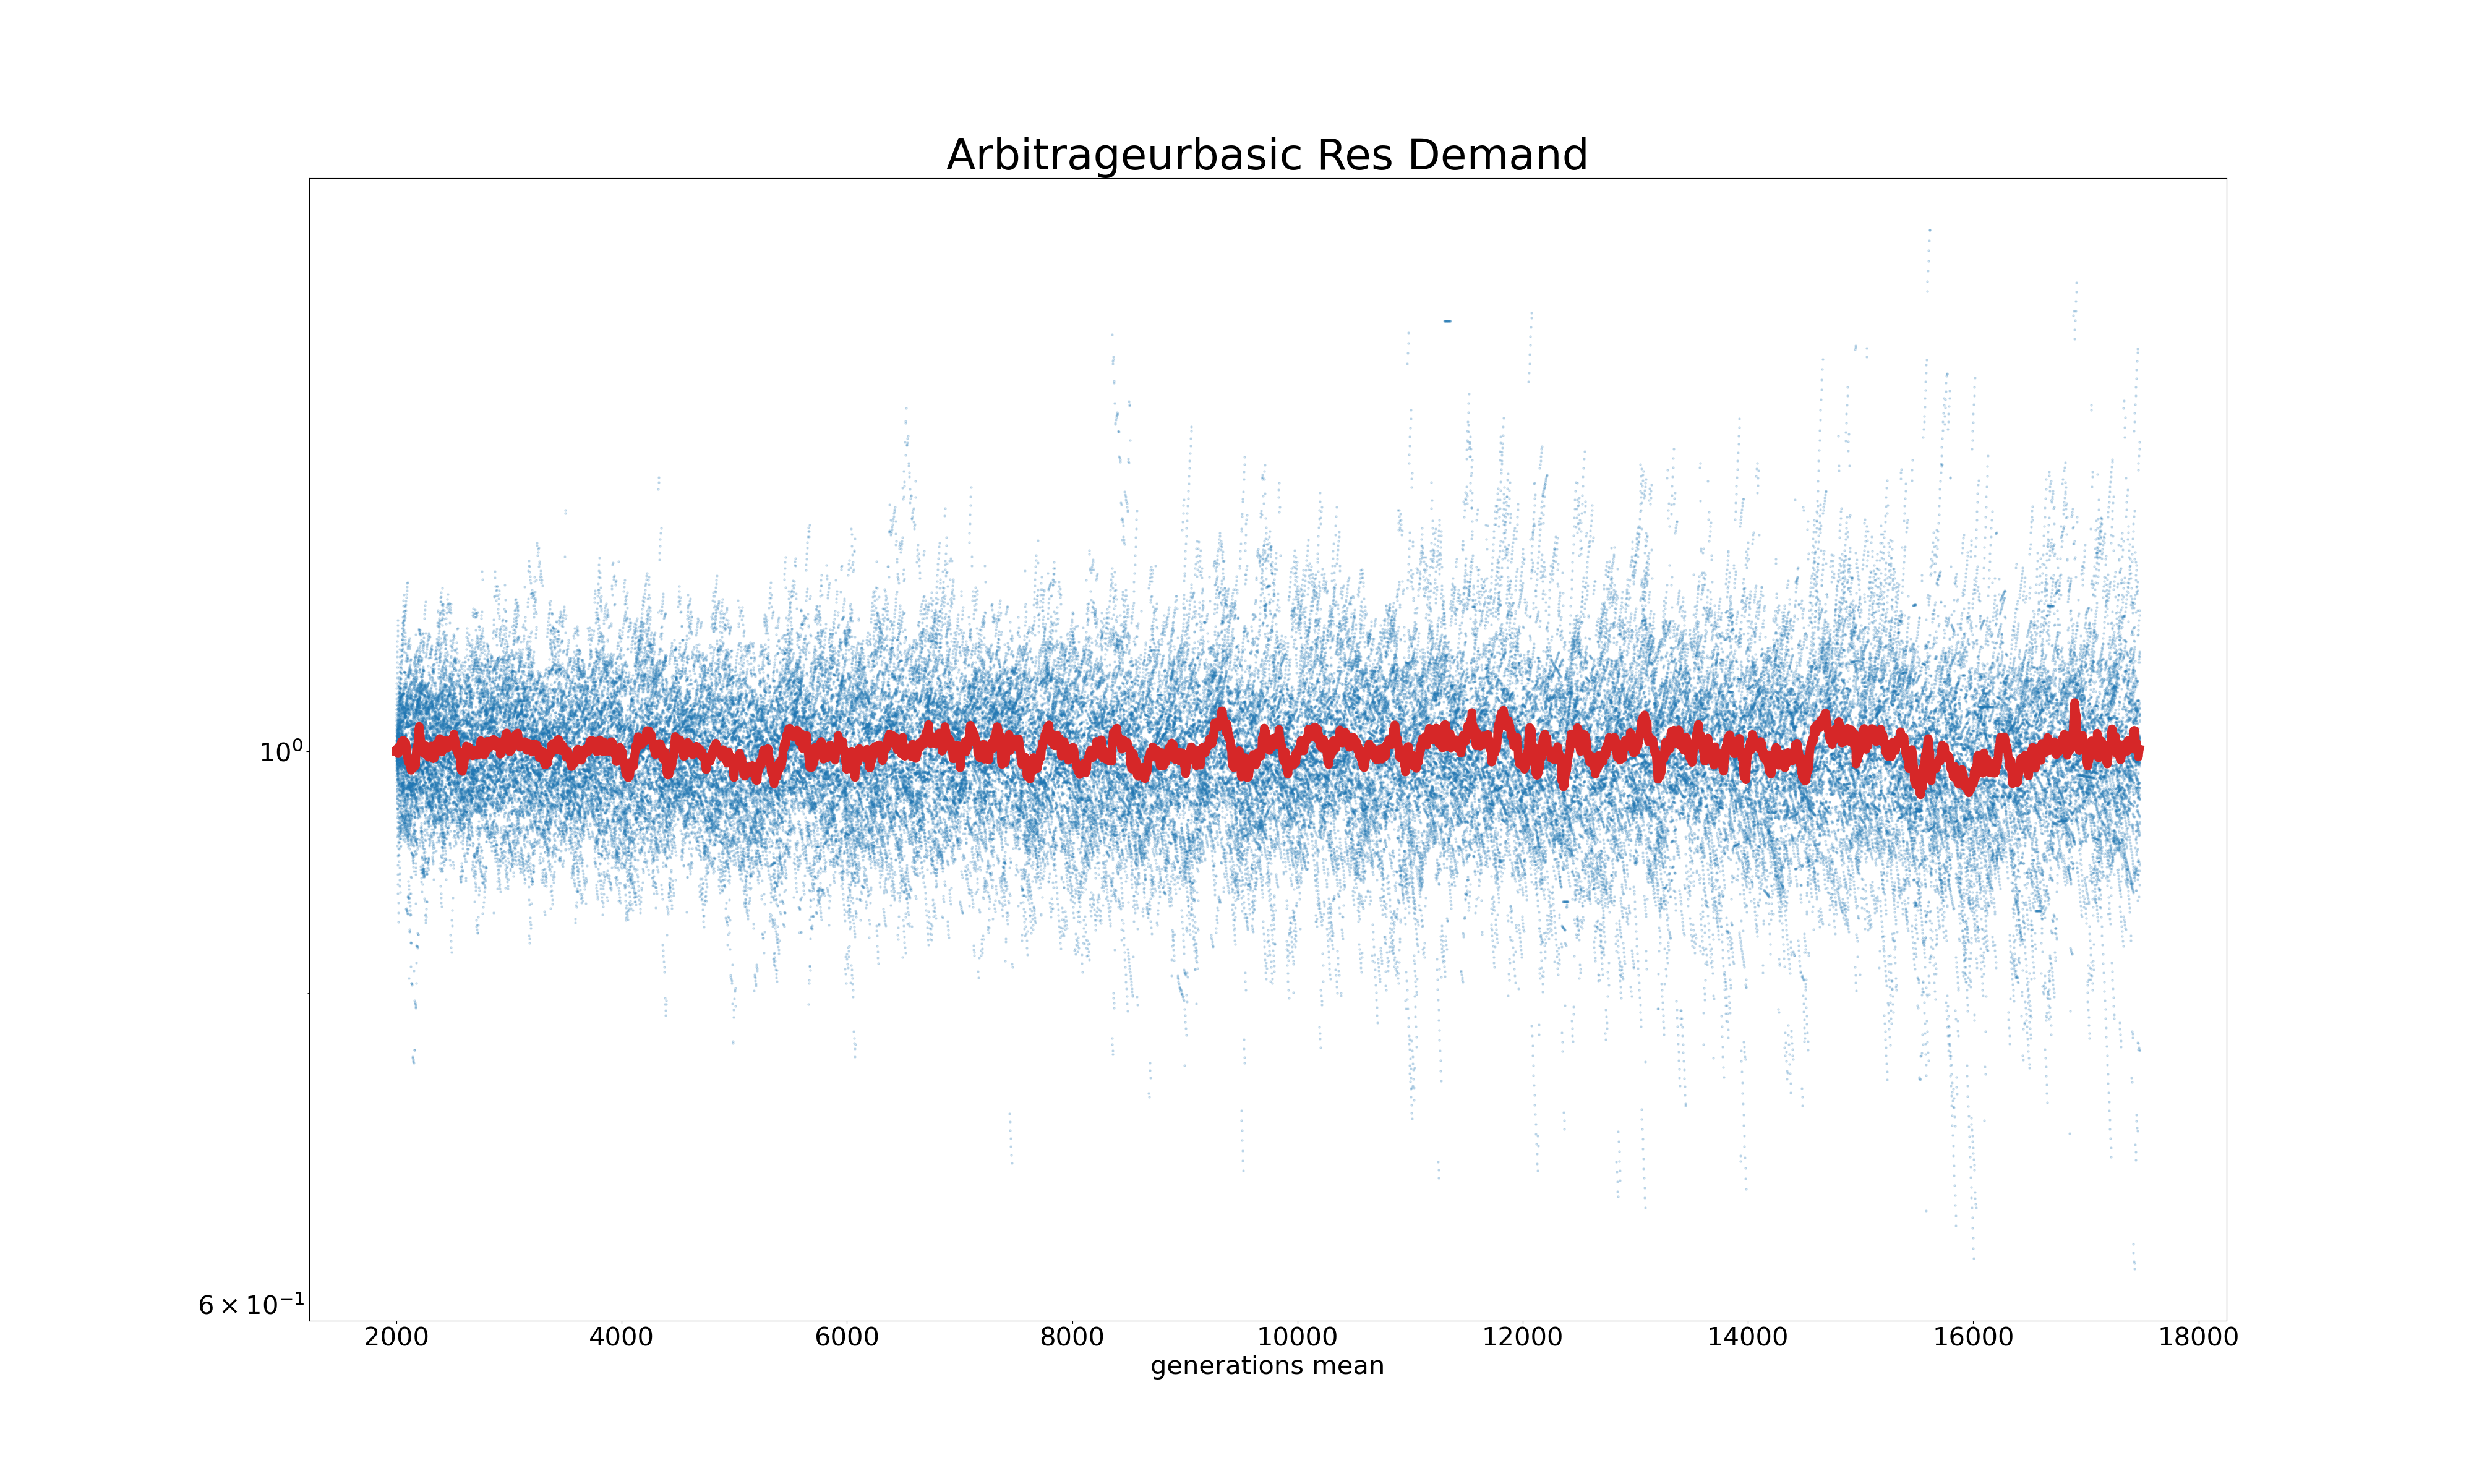 Arbitrageurbasic Res Demand
10⁰
6 × 10⁻¹
2000 4000 6000 8000 10000 12000 14000 16000 18000
generations mean